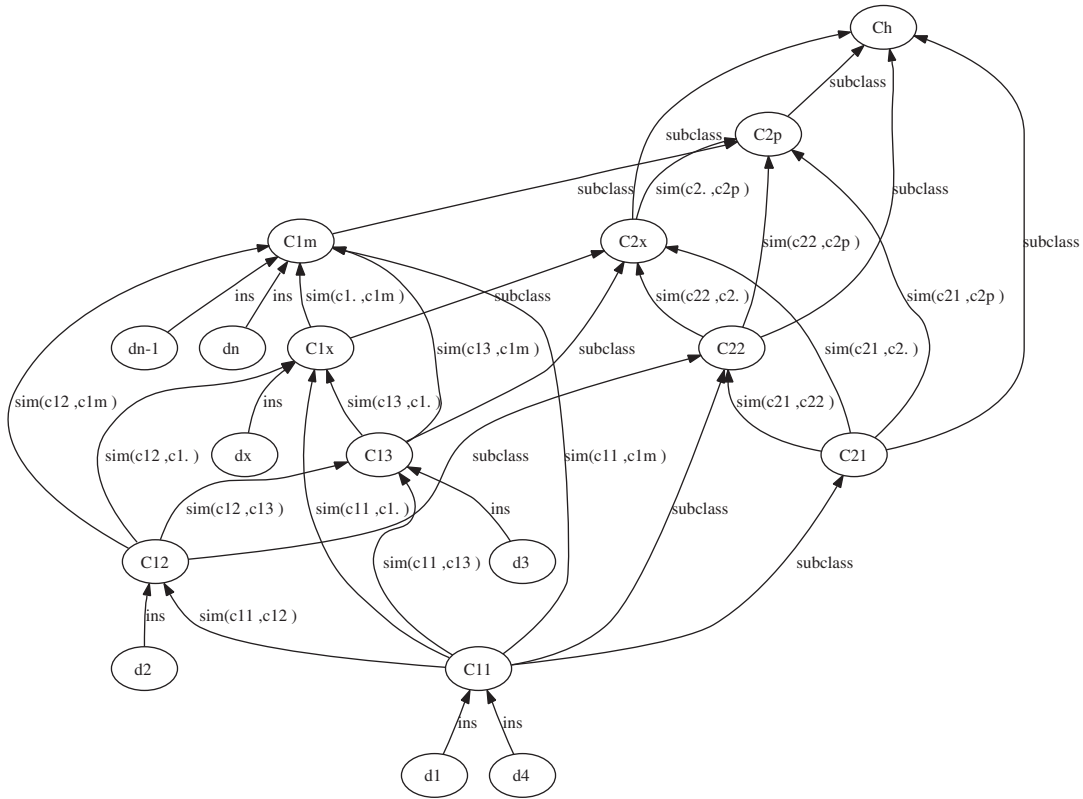 Ch
subclass
subclass
C2p
subclass
sim(c2. ,c2p )
subclass
subclass
C1m
C2x
sim(c22 ,c2p )
ins
ins
sim(c1. ,c1m )
subclass
sim(c22 ,c2. )
sim(c21 ,c2p )
dn-1
dn
C1x
sim(c13 ,c1m )
subclass
C22
sim(c21 ,c2. )
sim(c12 ,c1m )
ins
sim(c13 ,c1. )
sim(c21 ,c22 )
sim(c12 ,c1. )
dx
C13
subclass
sim(c11 ,c1m )
C21
sim(c12 ,c13 )
sim(c11 ,c1. )
ins
subclass
C12
sim(c11 ,c13 )
d3
subclass
ins
sim(c11 ,c12 )
d2
C11
ins
ins
d1
d4